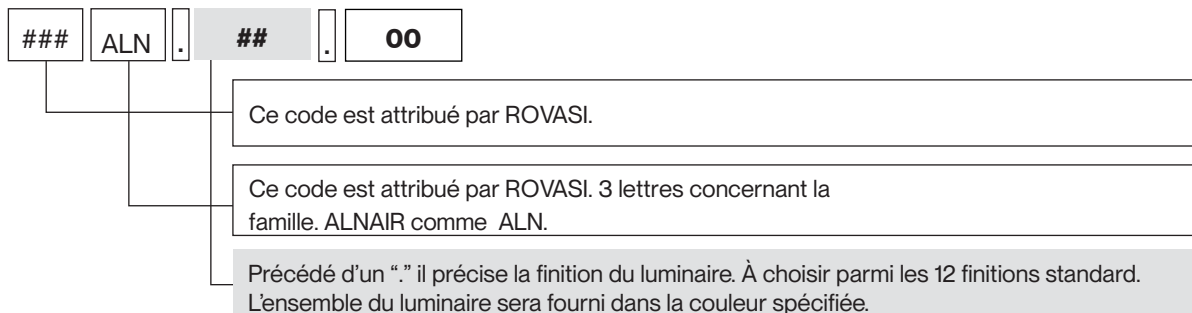 ### ALN . ## . 00
Ce code est attribué par ROVASI.
Ce code est attribué par ROVASI. 3 lettres concernant la
famille. ALNAIR comme ALN.
Précédé d'un “.” il précise la finition du luminaire. À choisir parmi les 12 finitions standard.
L'ensemble du luminaire sera fourni dans la couleur spécifiée.